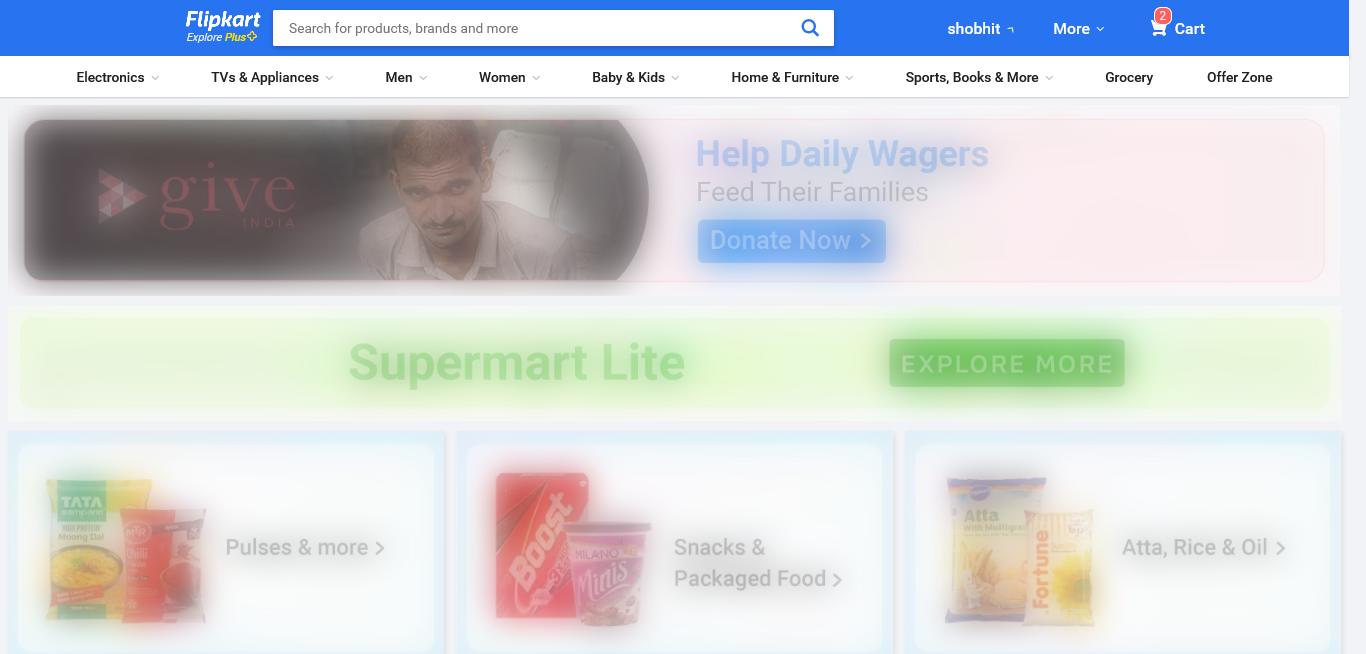 Flipkart
Explore Plus
Search for products, brands and more
shobhit
More
2
Cart
Electronics
TVs & Appliances
Men
Women
Baby & Kids
Home & Furniture
Sports, Books & More
Grocery
Offer Zone
give
INDIA
Help Daily Wagers
Feed Their Families
Donate Now >
Supermart Lite
EXPLORE MORE
TATA
sampann
Moong Dal
MTR
Chilli
Pulses & more >
BOOST
MILANO
Minis
Snacks &
Packaged Food >
Atta
With Multigrain
Fortune
Atta, Rice & Oil >